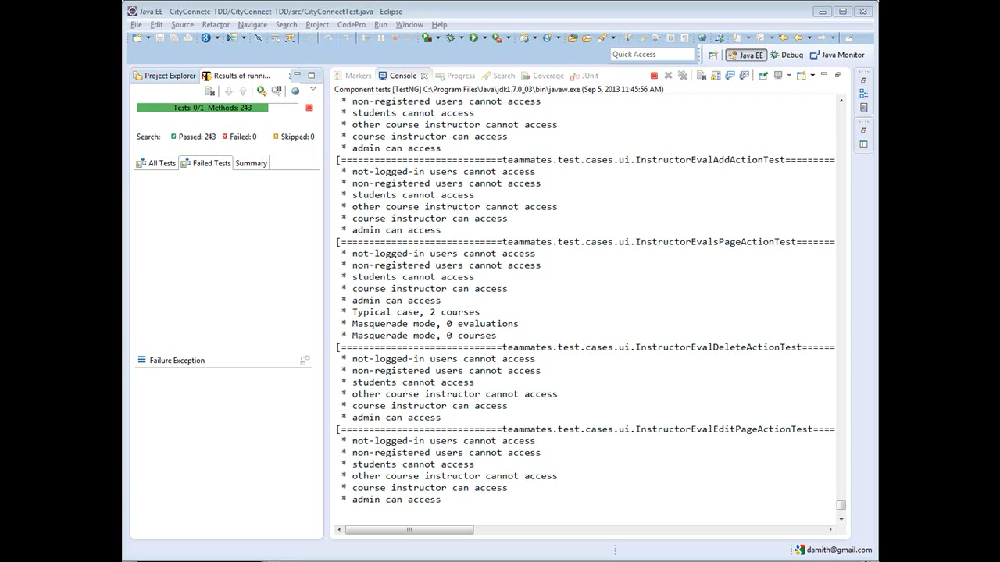 Java EE - CityConnetc-TDD/CityConnect-TDD/src/CityConnectTest.java - Eclipse
File Edit Source Refactor Navigate Search Project CodePro Run Window Help
Quick Access
Java EE Debug Java Monitor
Project Explorer Results of runni...
Tests: 0/1 Methods: 243
Search: Passed: 243 Failed: 0 Skipped: 0
All Tests Failed Tests Summary
Failure Exception
Markers Console Progress Search Coverage JUnit
Component tests [TestNG] C:\Program Files\Java\jdk1.7.0_03\bin\javaw.exe (Sep 5, 2013 11:45:56 AM)
* non-registered users cannot access
* students cannot access
* other course instructor cannot access
* course instructor can access
* admin can access
[=============================teammates.test.cases.ui.InstructorEvalAddActionTest=========
* not-logged-in users cannot access
* non-registered users cannot access
* students cannot access
* other course instructor cannot access
* course instructor can access
* admin can access
[=============================teammates.test.cases.ui.InstructorEvalsPageActionTest=======
* not-logged-in users cannot access
* non-registered users cannot access
* students cannot access
* course instructor can access
* admin can access
* Typical case, 2 courses
* Masquerade mode, 0 evaluations
* Masquerade mode, 0 courses
[=============================teammates.test.cases.ui.InstructorEvalDeleteActionTest======
* not-logged-in users cannot access
* non-registered users cannot access
* students cannot access
* other course instructor cannot access
* course instructor can access
* admin can access
[=============================teammates.test.cases.ui.InstructorEvalEditPageActionTest====
* not-logged-in users cannot access
* non-registered users cannot access
* students cannot access
* other course instructor cannot access
* course instructor can access
* admin can access
damith@gmail.com